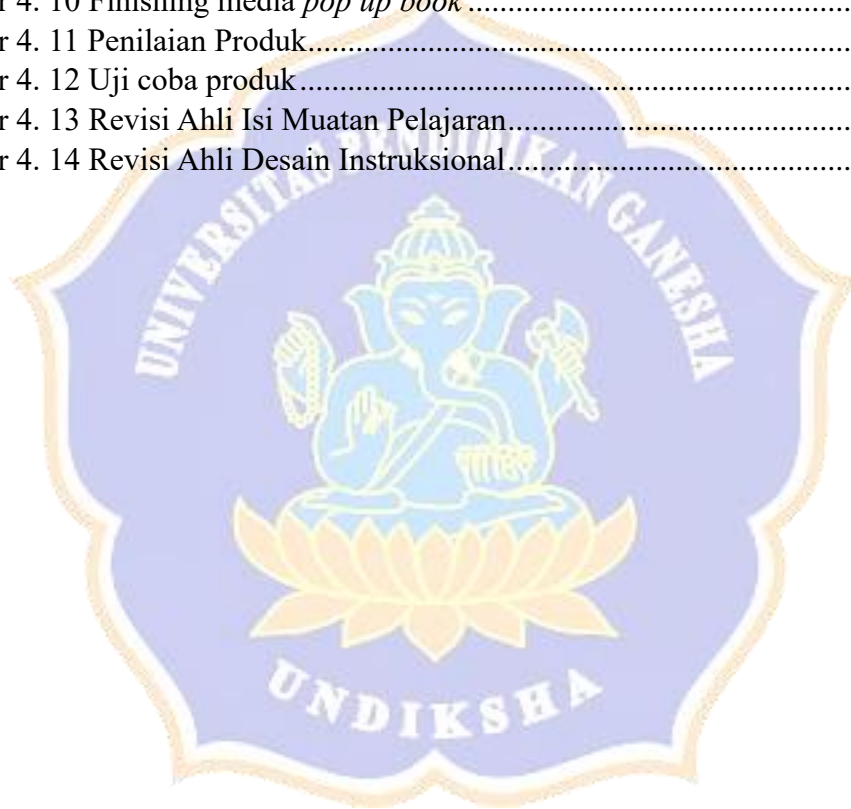 r 4. 10 Finishing media pop up book
r 4. 11 Penilaian Produk
r 4. 12 Uji coba produk
r 4. 13 Revisi Ahli Isi Muatan Pelajaran
r 4. 14 Revisi Ahli Desain Instruksional
UNIVERSITAS PENDIDIKAN GANESHA
UNDIKSHA